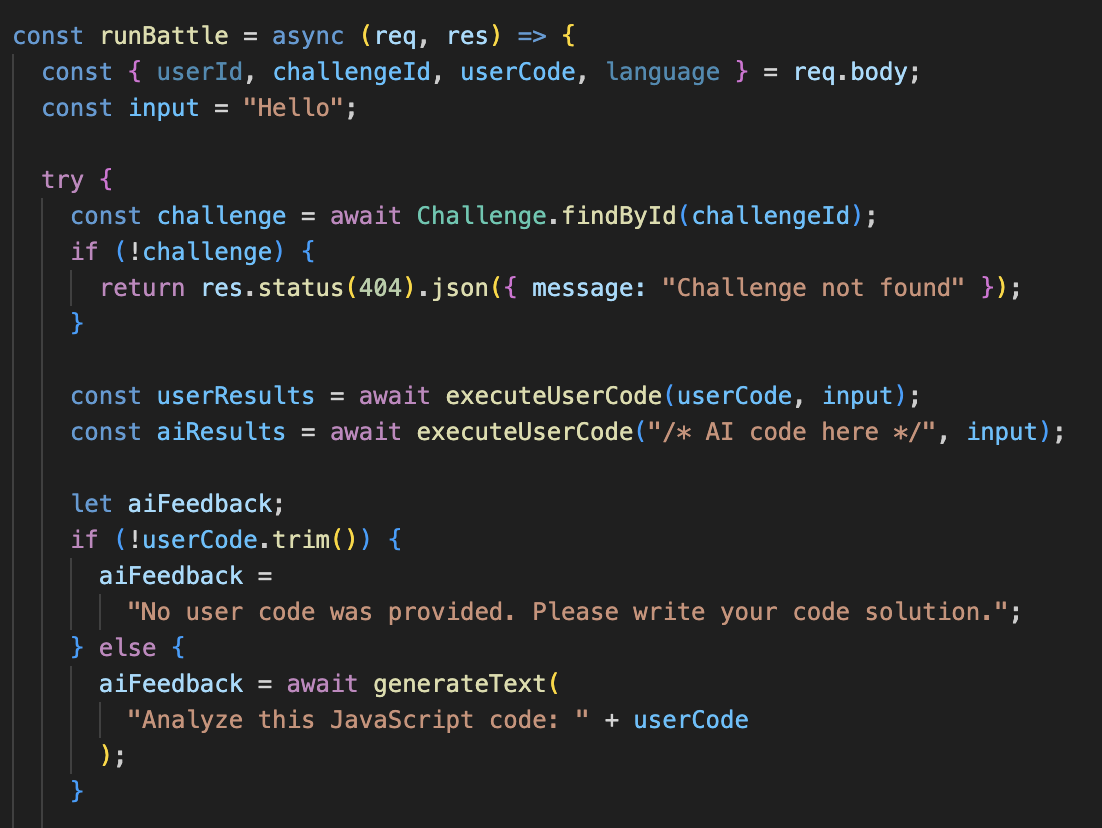 const runBattle = async (req, res) => {
const { userId, challengeId, userCode, language } = req.body;
const input = "Hello";
try {
const challenge = await Challenge.findById(challengeId);
if (!challenge) {
return res.status(404).json({ message: "Challenge not found" });
}
const userResults = await executeUserCode(userCode, input);
const aiResults = await executeUserCode("/* AI code here */", input);
let aiFeedback;
if (!userCode.trim()) {
aiFeedback =
"No user code was provided. Please write your code solution.";
} else {
aiFeedback = await generateText(
"Analyze this JavaScript code: " + userCode
);
}